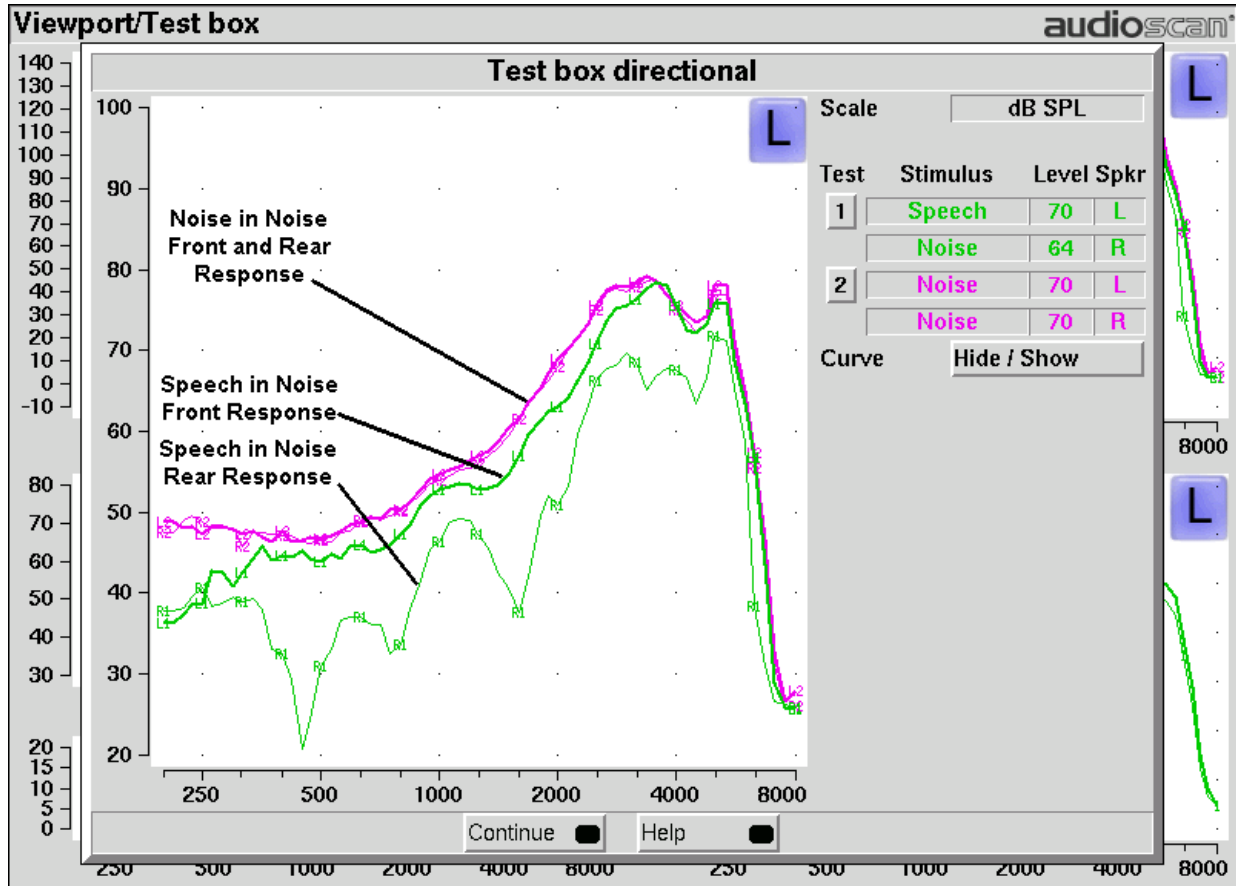 Viewport/Test box
audioscan
Test box directional
140
130
120
110
100
90
80
70
60
50
40
30
20
10
0
-10
80
70
60
50
40
30
20
15
10
5
0
100
90
80
70
60
50
40
30
20
L
Noise in Noise
Front and Rear
Response
Speech in Noise
Front Response
Speech in Noise
Rear Response
250 500 1000 2000 4000 8000
Scale dB SPL
Test Stimulus Level Spkr
1 Speech 70 L
Noise 64 R
2 Noise 70 L
Noise 70 R
Curve Hide / Show
Continue
Help
L
8000
L
250 500 1000 2000 4000 8000 250 500 1000 2000 4000 8000